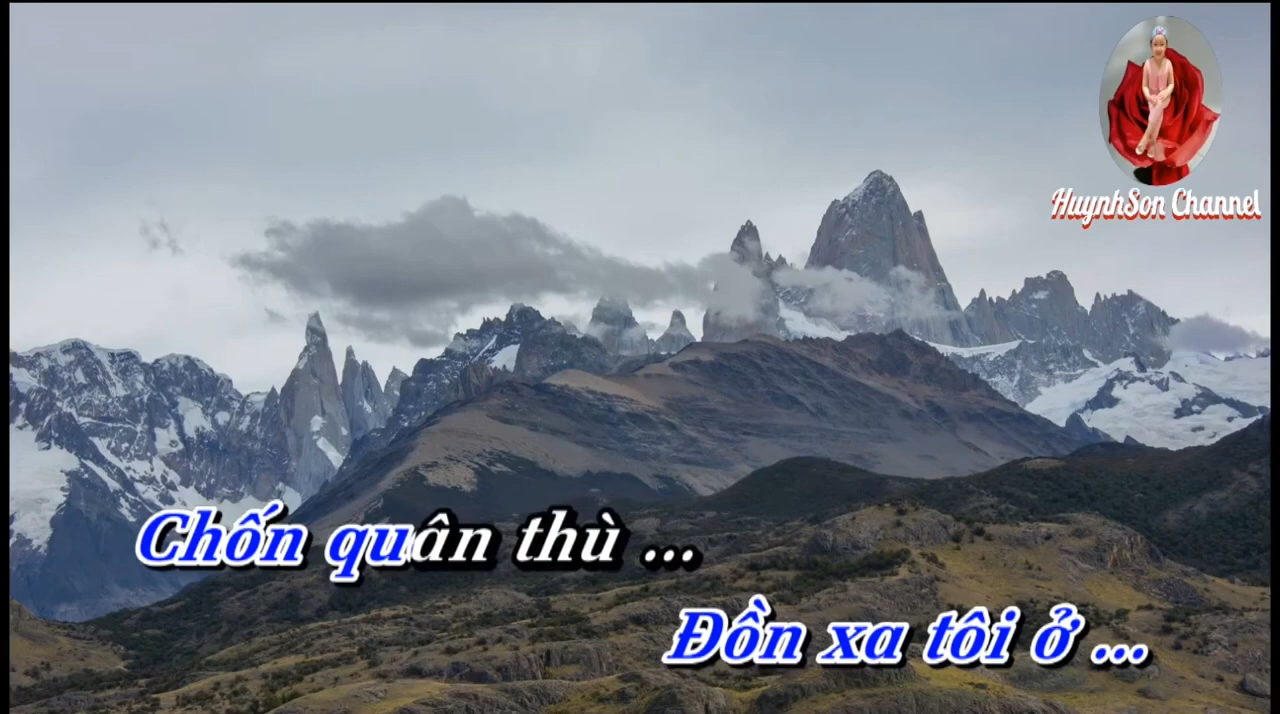 HuynhSon Channel
Chốn quân thù ...
Đồn xa tôi ở ...